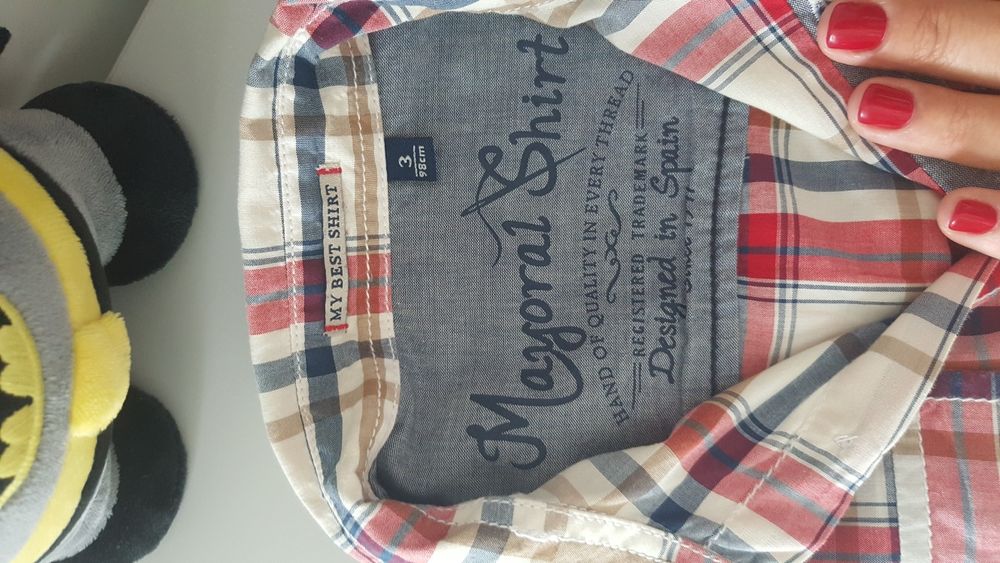 MY BEST SHIRT
3
98cm
Mayoral Shirt
HAND OF QUALITY IN EVERY THREAD
REGISTERED TRADEMARK
Designed in Spain